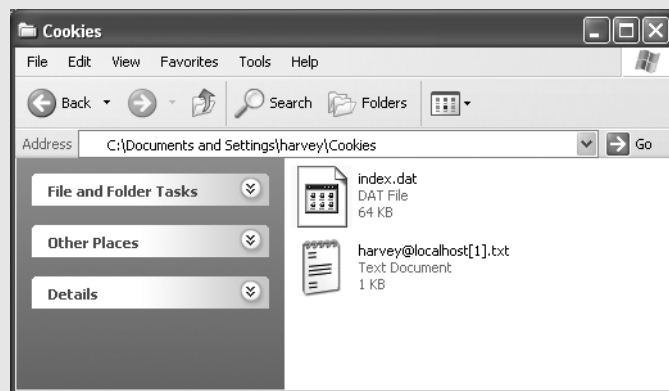 Cookies
File Edit View Favorites Tools Help
Back Search Folders
Address C:\Documents and Settings\harvey\Cookies Go
File and Folder Tasks
Other Places
Details
index.dat
DAT File
64 KB
harvey@localhost[1].txt
Text Document
1 KB